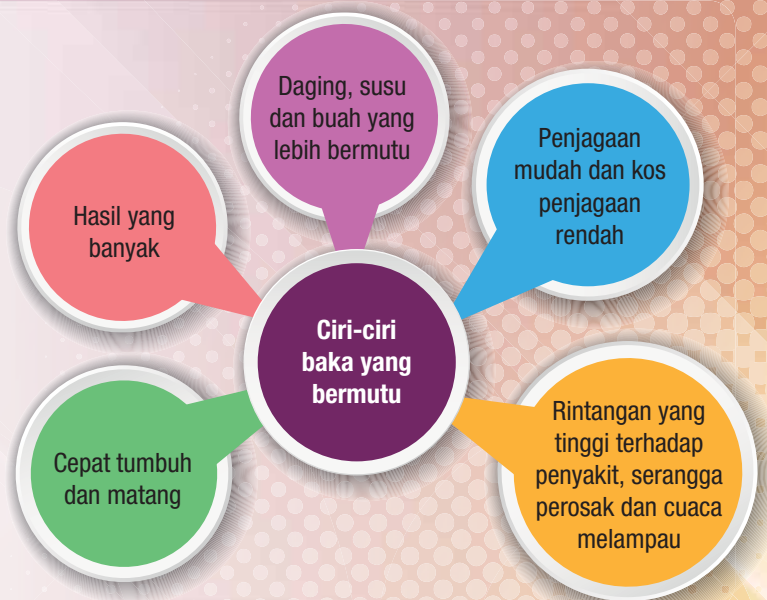 Daging, susu
dan buah yang
lebih bermutu
Penjagaan
mudah dan kos
penjagaan
rendah
Hasil yang
banyak
Ciri-ciri
baka yang
bermutu
Cepat tumbuh
dan matang
Rintangan yang
tinggi terhadap
penyakit, serangga
perosak dan cuaca
melampau